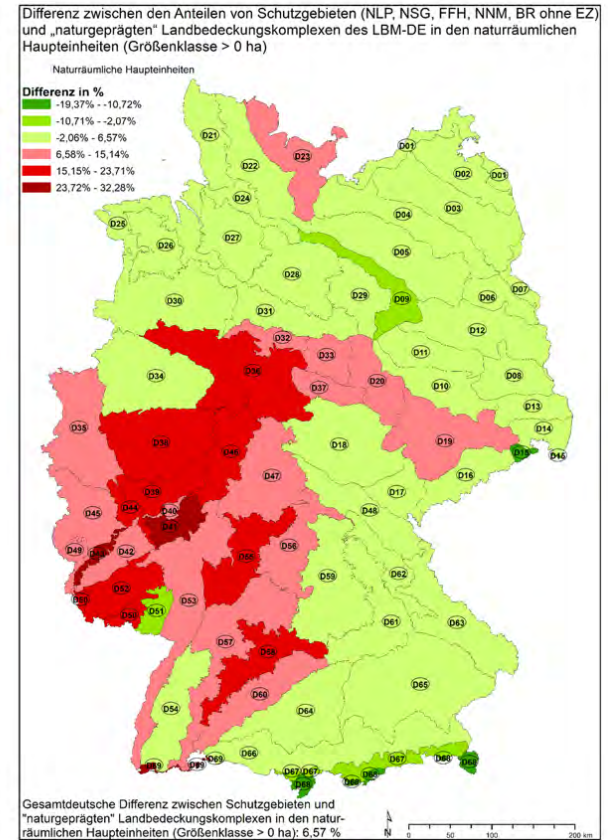 Differenz zwischen den Anteilen von Schutzgebieten (NLP, NSG, FFH, NNM, BR ohne EZ)
und „naturgeprägten“ Landbedeckungskomplexen des LBM-DE in den naturräumlichen
Haupteinheiten (Größenklasse > 0 ha)
Naturräumliche Haupteinheiten
Differenz in %
-19,37% - -10,72%
-10,71% - -2,07%
-2,06% - 6,57%
6,58% - 15,14%
15,15% - 23,71%
23,72% - 32,28%
D21
D23
D01
D22
D02
D01
D24
D03
D04
D25
D27
D26
D05
D28
D07
D30
D29
D09
D06
D31
D12
D32
D11
D33
D34
D36
D20
D08
D37
D10
D13
D35
D14
D38
D18
D19
D15
D46
D16
D47
D39
D17
D44
D40
D48
D45
D41
D49
D42
D56
D59
D62
D53
D51
D61
D63
D57
D58
D65
D60
D54
D64
D66
D69
D67
D67
D67
D68
D68
Gesamtdeutsche Differenz zwischen Schutzgebieten und
"naturgeprägten" Landbedeckungskomplexen in den natur-
räumlichen Haupteinheiten (Größenklasse > 0 ha): 6,57 %
N
0 50 100 200 km